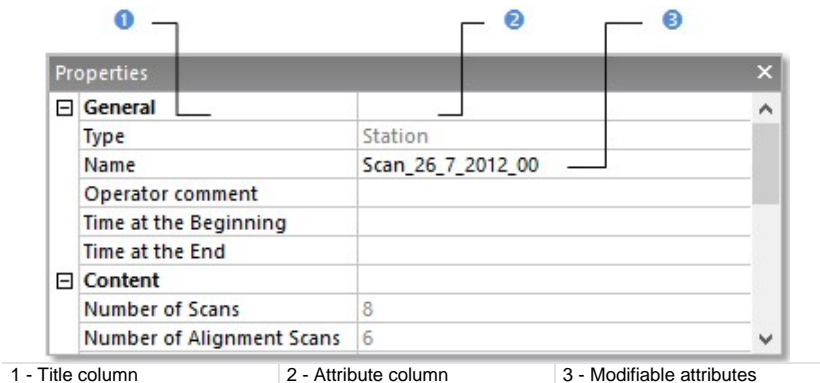 1 2 3
Properties
General
Type Station
Name Scan_26_7_2012_00
Operator comment
Time at the Beginning
Time at the End
Content
Number of Scans 8
Number of Alignment Scans 6
1 - Title column 2 - Attribute column 3 - Modifiable attributes